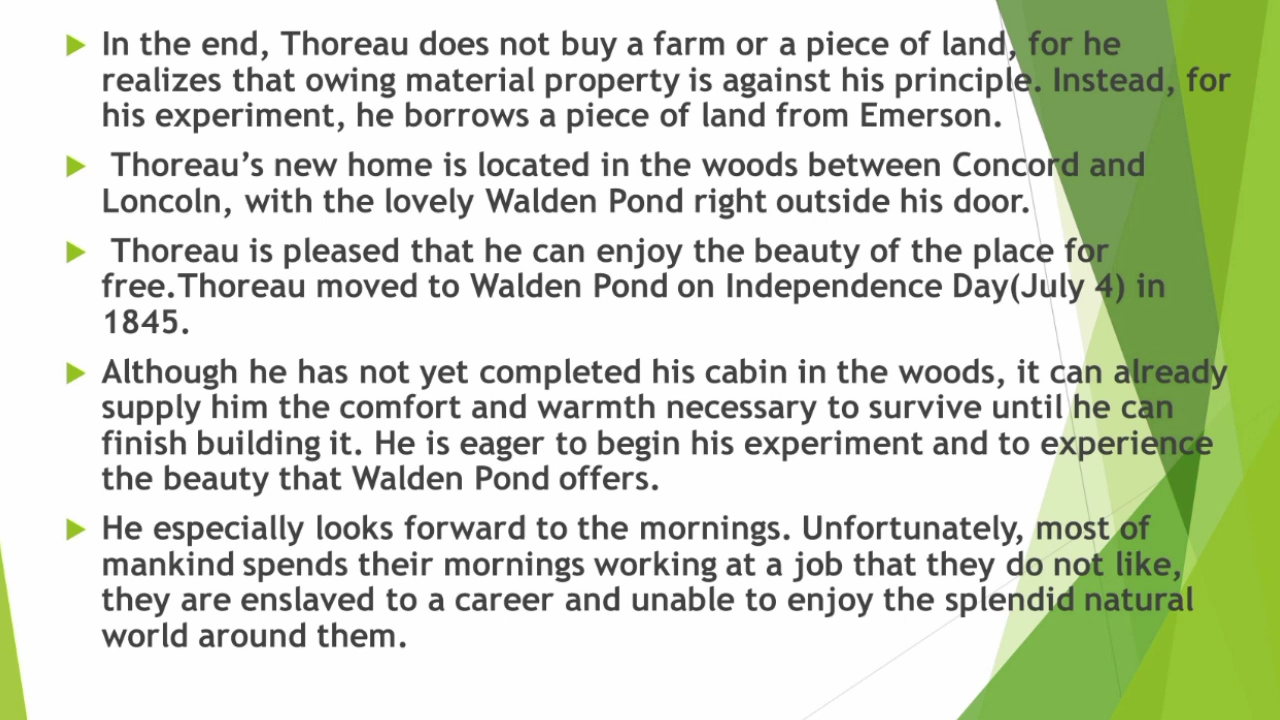 In the end, Thoreau does not buy a farm or a piece of land, for he
realizes that owing material property is against his principle. Instead, for
his experiment, he borrows a piece of land from Emerson.
Thoreau’s new home is located in the woods between Concord and
Loncoln, with the lovely Walden Pond right outside his door.
Thoreau is pleased that he can enjoy the beauty of the place for
free.Thoreau moved to Walden Pond on Independence Day(July 4) in
1845.
Although he has not yet completed his cabin in the woods, it can already
supply him the comfort and warmth necessary to survive until he can
finish building it. He is eager to begin his experiment and to experience
the beauty that Walden Pond offers.
He especially looks forward to the mornings. Unfortunately, most of
mankind spends their mornings working at a job that they do not like,
they are enslaved to a career and unable to enjoy the splendid natural
world around them.